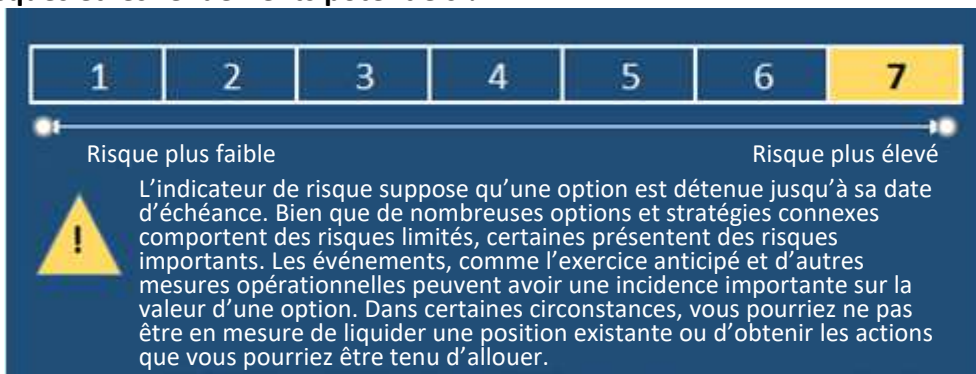 1 2 3 4 5 6 7
Risque plus faible Risque plus élevé
L'indicateur de risque suppose qu'une option est détenue jusqu'à sa date
d'échéance. Bien que de nombreuses options et stratégies connexes
! comportent des risques limités, certaines présentent des risques
importants. Les événements, comme l'exercice anticipé et d'autres
mesures opérationnelles peuvent avoir une incidence importante sur la
valeur d'une option. Dans certaines circonstances, vous pourriez ne pas
être en mesure de liquider une position existante ou d'obtenir les actions
que vous pourriez être tenu d'allouer.